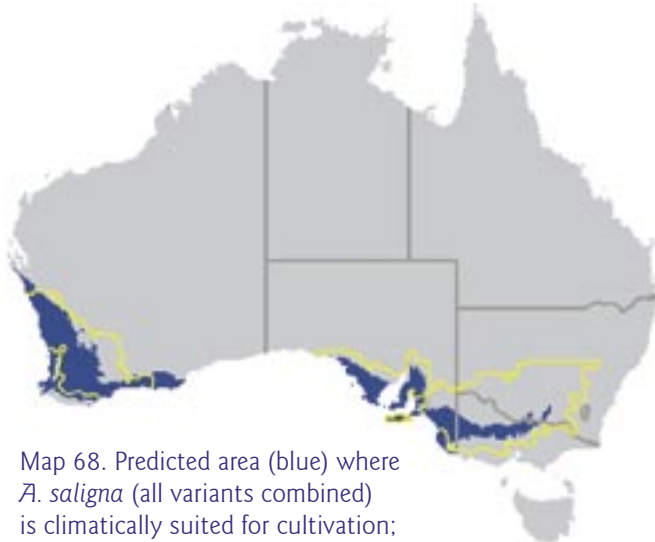 Map 68. Predicted area (blue) where
A. saligna (all variants combined)
is climatically suited for cultivation;